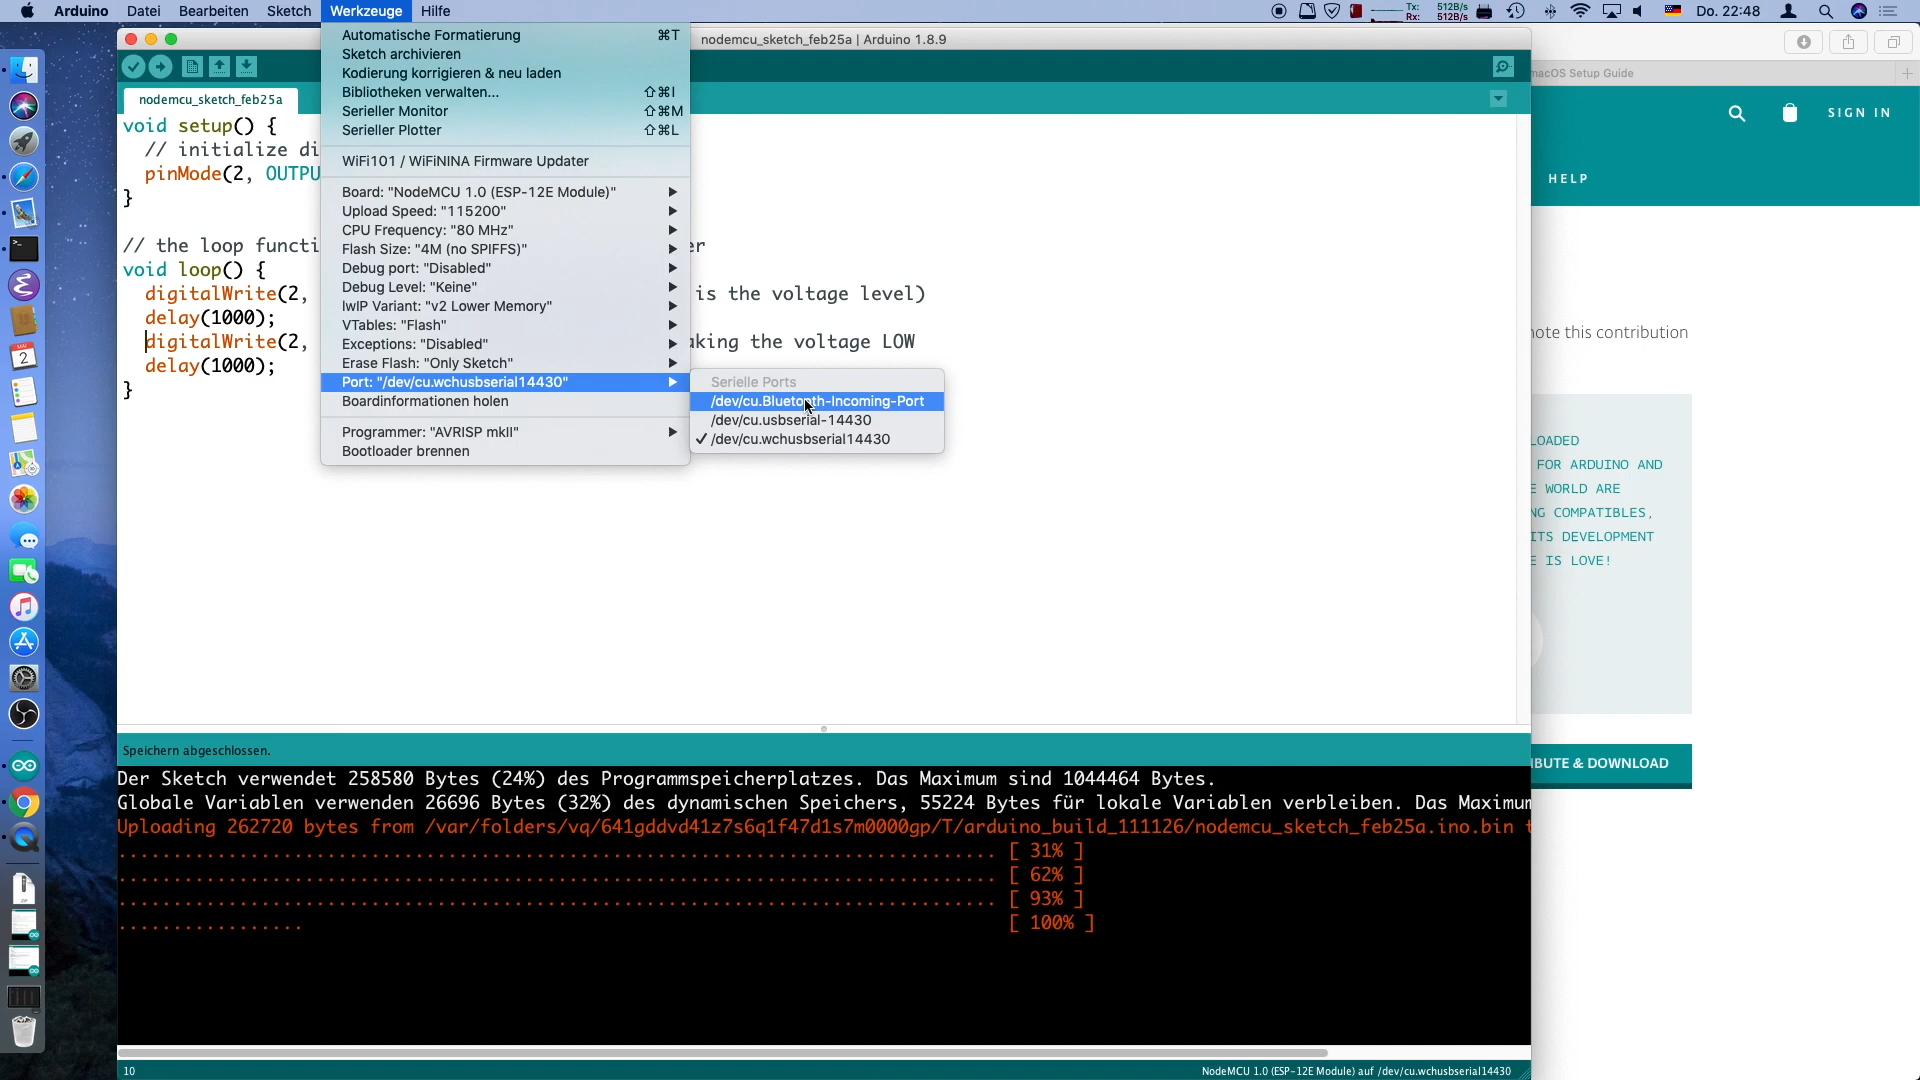 Arduino Datei Bearbeiten Sketch Werkzeuge Hilfe
Tx: 512B/s
Rx: 512B/s
Do. 22:48
nodemcu_sketch_feb25a | Arduino 1.8.9
macOS Setup Guide
nodemcu_sketch_feb25a
SIGN IN
HELP
Automatische Formatierung ⌘T
Sketch archivieren
Kodierung korrigieren & neu laden
Bibliotheken verwalten... ⇧⌘I
Serieller Monitor ⇧⌘M
Serieller Plotter ⇧⌘L
WiFi101 / WiFiNINA Firmware Updater
Board: "NodeMCU 1.0 (ESP-12E Module)"
Upload Speed: "115200"
CPU Frequency: "80 MHz"
Flash Size: "4M (no SPIFFS)"
Debug port: "Disabled"
Debug Level: "Keine"
lwIP Variant: "v2 Lower Memory"
VTables: "Flash"
Exceptions: "Disabled"
Erase Flash: "Only Sketch"
Port: "/dev/cu.wchusbserial14430"
Boardinformationen holen
Programmer: "AVRISP mkII"
Bootloader brennen
Serielle Ports
/dev/cu.Bluetooth-Incoming-Port
/dev/cu.usbserial-14430
✓ /dev/cu.wchusbserial14430
void setup() {
// initialize di
pinMode(2, OUTPU
}
// the loop functi er
void loop() {
digitalWrite(2, is the voltage level)
delay(1000);
digitalWrite(2, aking the voltage LOW
delay(1000);
}
note this contribution
LOADED
FOR ARDUINO AND
E WORLD ARE
NG COMPATIBLES,
ITS DEVELOPMENT
E IS LOVE!
IBUTE & DOWNLOAD
MAI
2
ZIP
Speichern abgeschlossen.
Der Sketch verwendet 258580 Bytes (24%) des Programmspeicherplatzes. Das Maximum sind 1044464 Bytes.
Globale Variablen verwenden 26696 Bytes (32%) des dynamischen Speichers, 55224 Bytes für lokale Variablen verbleiben. Das Maximum
Uploading 262720 bytes from /var/folders/vq/641gddvd41z7s6q1f47d1s7m0000gp/T/arduino_build_111126/nodemcu_sketch_feb25a.ino.bin t
................................................................................ [ 31% ]
................................................................................ [ 62% ]
................................................................................ [ 93% ]
................. [ 100% ]
10
NodeMCU 1.0 (ESP-12E Module) auf /dev/cu.wchusbserial14430